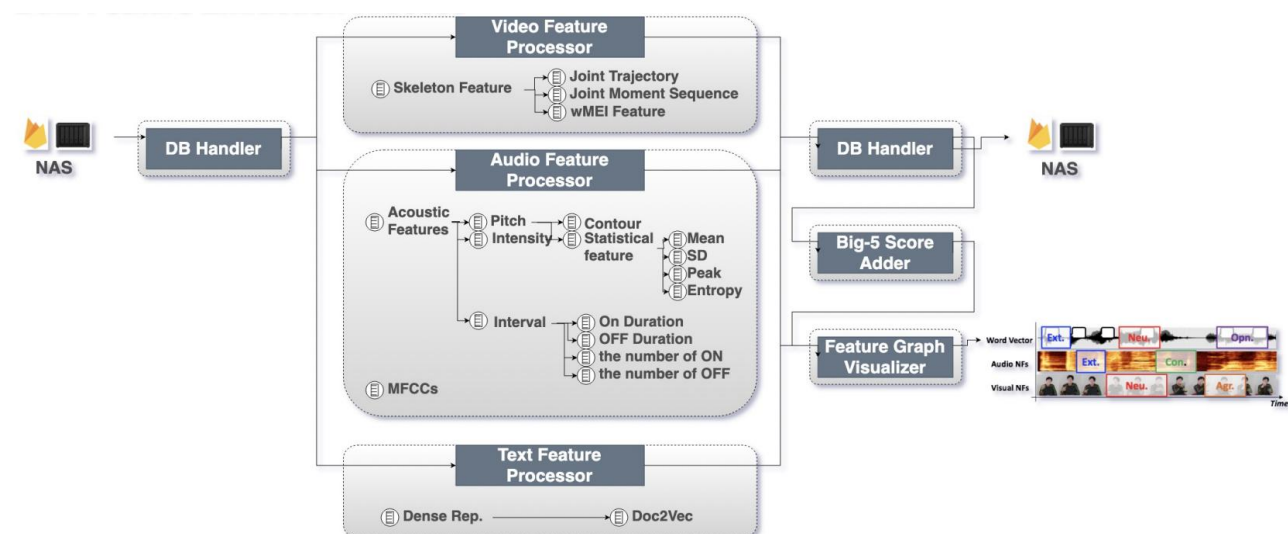 Video Feature
Processor
Skeleton Feature
Joint Trajectory
Joint Moment Sequence
wMEI Feature
NAS
DB Handler
Audio Feature
Processor
Acoustic
Features
Pitch
Intensity
Contour
Statistical
feature
Mean
SD
Peak
Entropy
Interval
On Duration
OFF Duration
the number of ON
the number of OFF
MFCCs
Text Feature
Processor
Dense Rep.
Doc2Vec
DB Handler
NAS
Big-5 Score
Adder
Feature Graph
Visualizer
Word Vector
Ext.
Neu.
Opn.
Audio NFs
Ext.
Con.
Visual NFs
Neu.
Agr.
Time